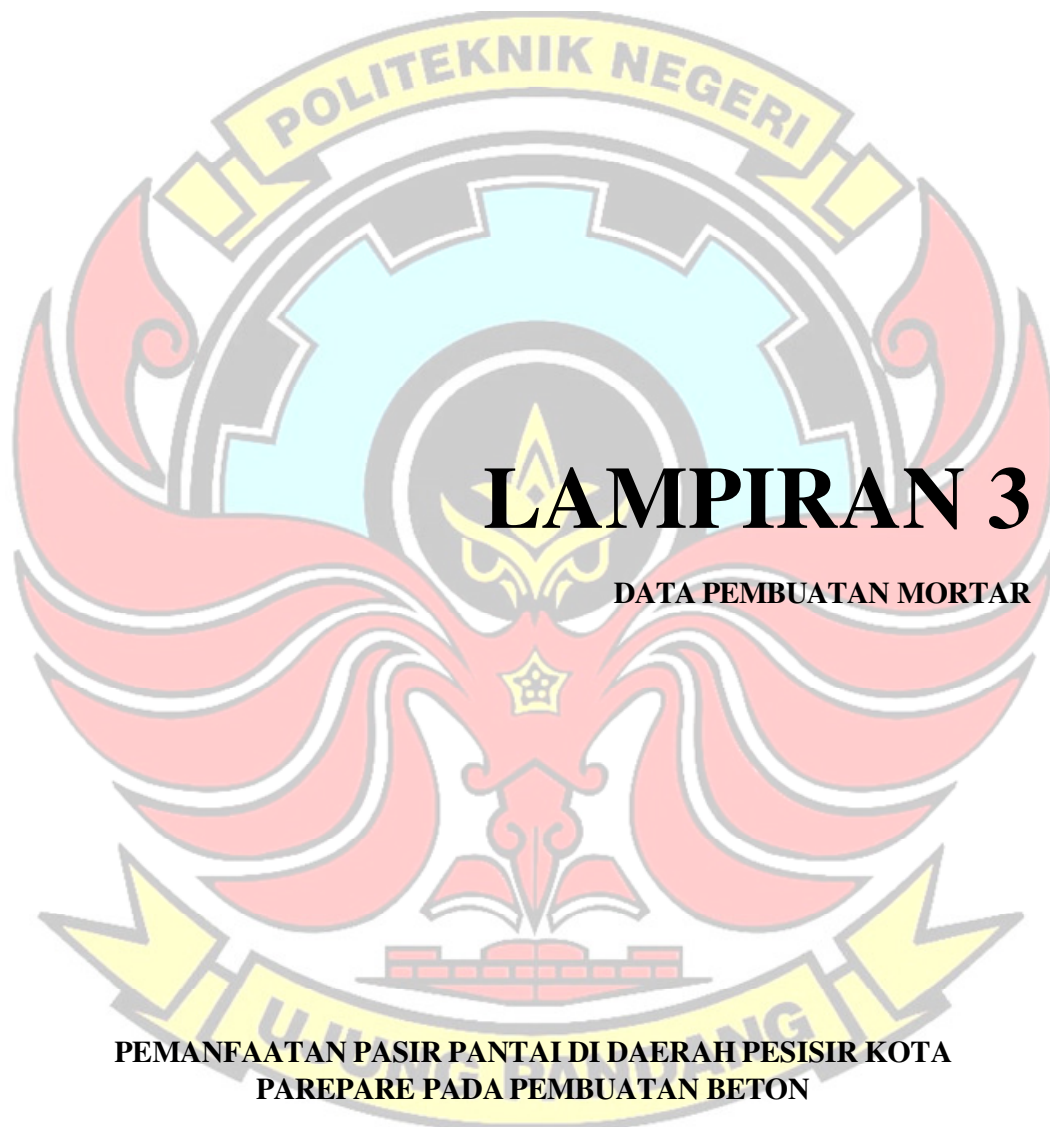 POLITEKNIK NEGERI
LAMPIRAN 3
DATA PEMBUATAN MORTAR
UJUNG PANDANG
PEMANFAATAN PASIR PANTAI DI DAERAH PESISIR KOTA
PAREPARE PADA PEMBUATAN BETON